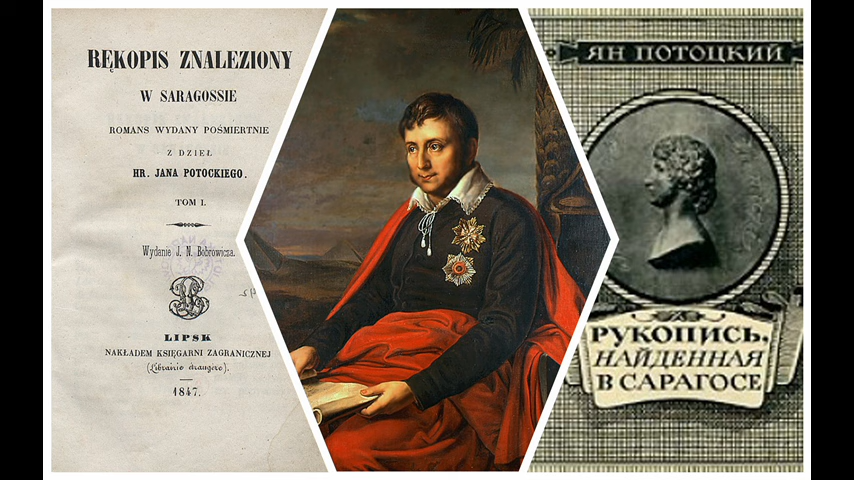 RĘKOPIS ZNALEZIONY
W SARAGOSSIE
ROMANS WYDANY POŚMIERTNIE
Z DZIEŁ
HR. JANA POTOCKIEGO.
TOM I.
Wydanie J. N. Bobrowicza.
LIPSK
NAKŁADEM KSIĘGARNI ZAGRANICZNEJ
(Librairie étrangère).
1847.
ЯН ПОТОЦКИЙ
РУКОПИСЬ,
НАЙДЕННАЯ
В САРАГОСЕ